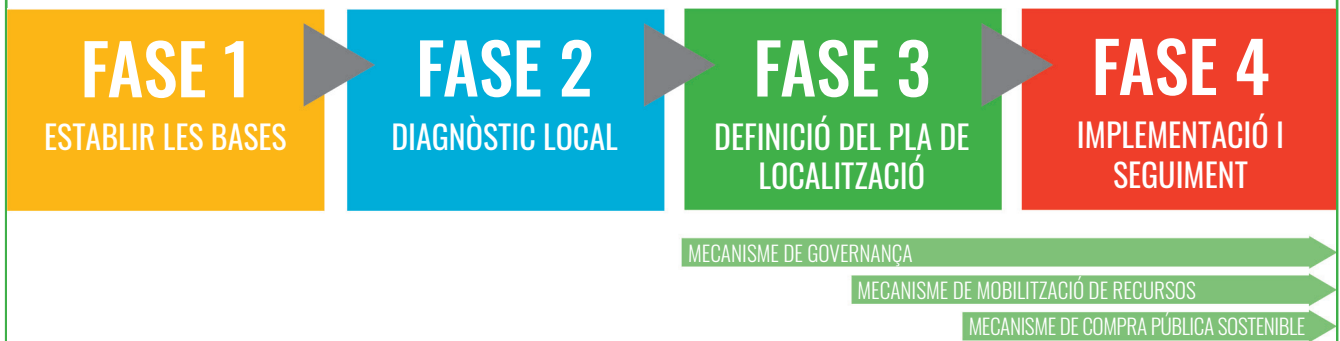 FASE 1
ESTABLIR LES BASES
FASE 2
DIAGNÒSTIC LOCAL
FASE 3
DEFINICIÓ DEL PLA DE
LOCALITZACIÓ
FASE 4
IMPLEMENTACIÓ I
SEGUIMENT
MECANISME DE GOVERNANÇA
MECANISME DE MOBILITZACIÓ DE RECURSOS
MECANISME DE COMPRA PÚBLICA SOSTENIBLE